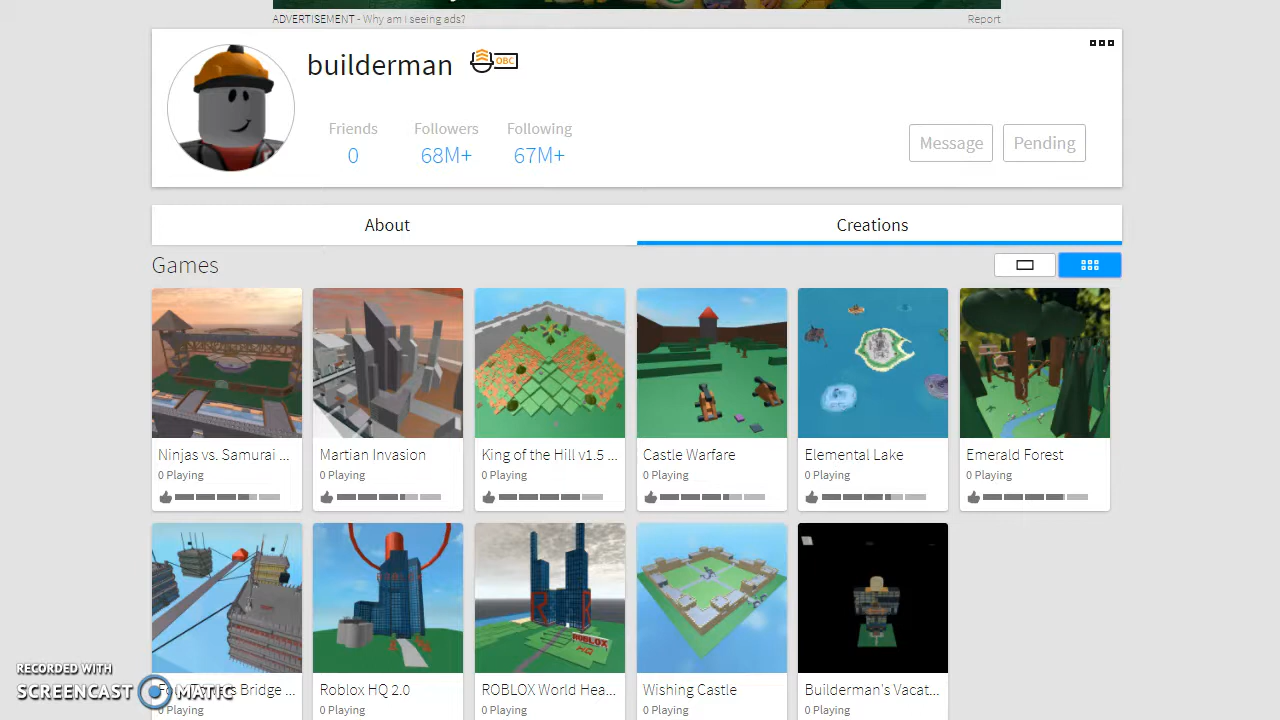 ADVERTISEMENT - Why am I seeing ads?
Report
builderman
OBC
Friends
Followers
Following
0
68M+
67M+
Message
Pending
About
Creations
Games
Ninjas vs. Samurai ...
Martian Invasion
King of the Hill v1.5 ...
Castle Warfare
Elemental Lake
Emerald Forest
0 Playing
0 Playing
0 Playing
0 Playing
0 Playing
0 Playing
ROBLOX
HQ
Bridge ...
Roblox HQ 2.0
ROBLOX World Hea...
Wishing Castle
Builderman's Vacat...
0 Playing
0 Playing
0 Playing
0 Playing
0 Playing
RECORDED WITH
SCREENCAST MATIC